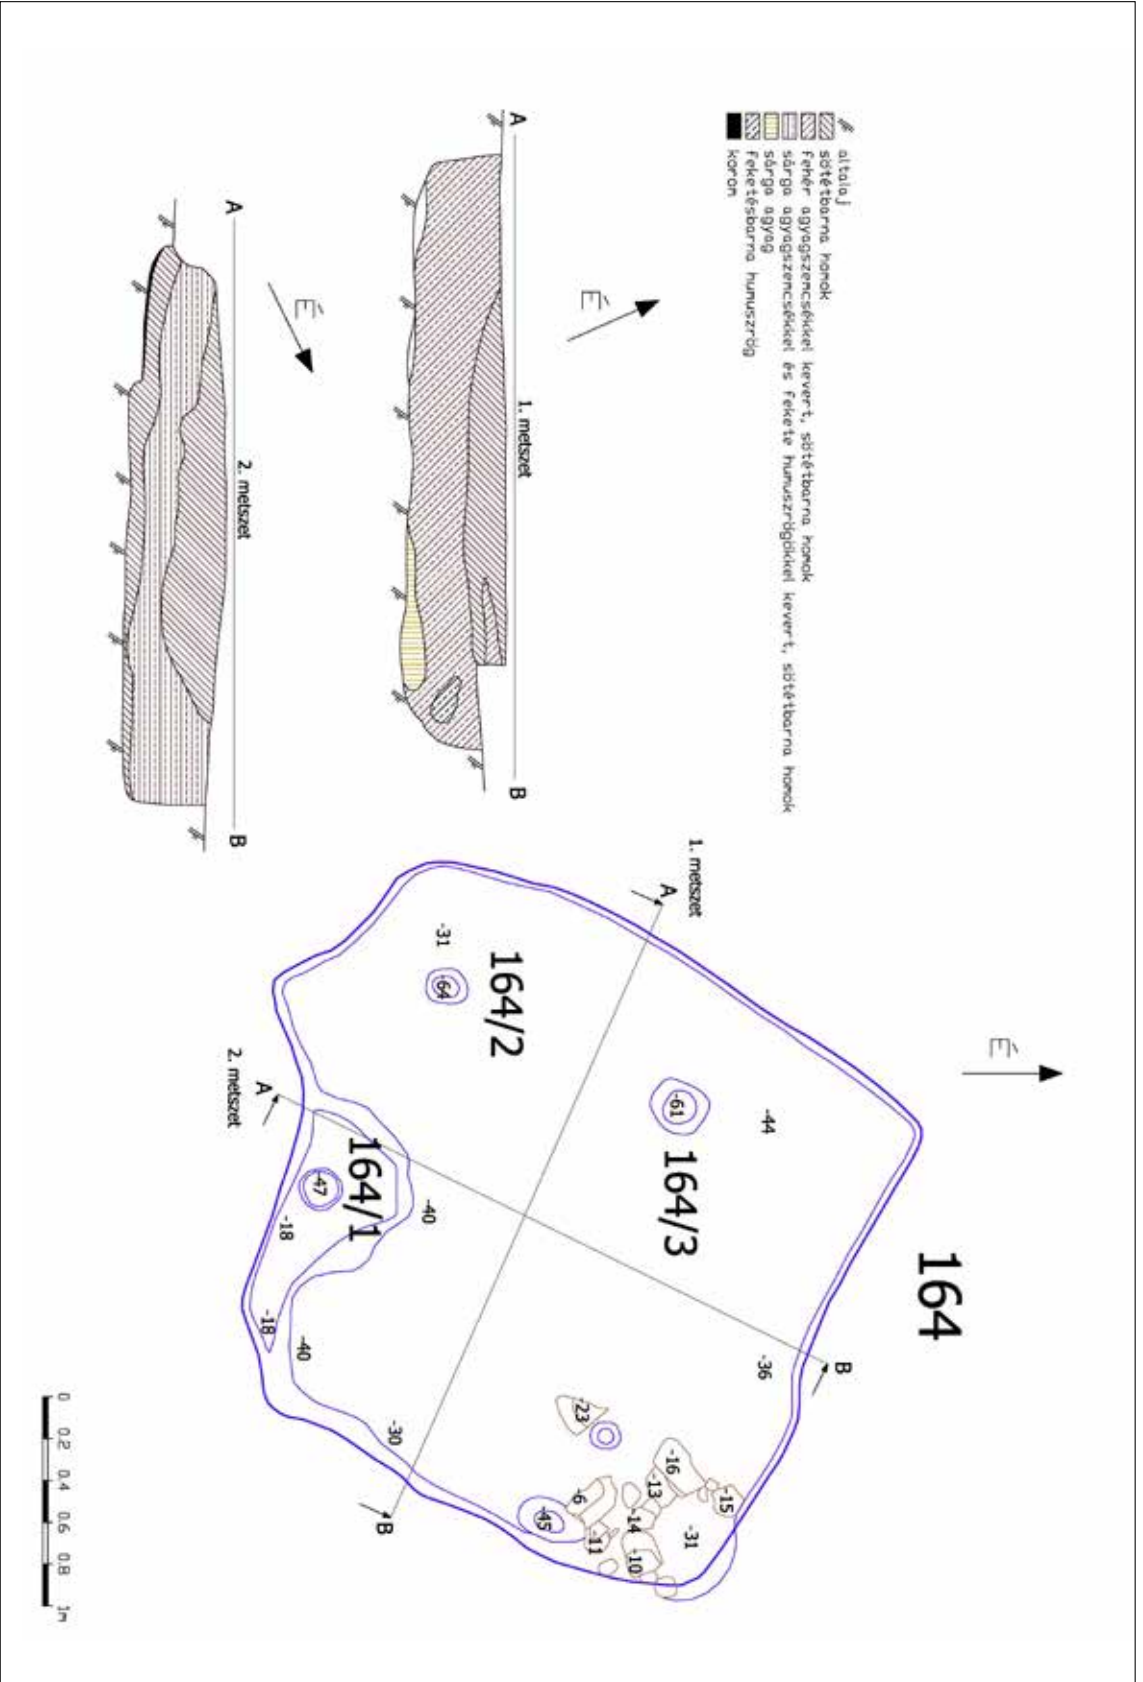 altalaj
sötétbarna homok
fehér agyagszemcsékkel kevert, sötétbarna homok
sárga agyagszemcsékkel és fekete humuszrögökkel kevert, sötétbarna homok
sárga agyag
feketésbarna humuszrög
korom
A
1. metszet
B
É
A
2. metszet
B
É
164
É
1. metszet
A
B
-44
-36
164/3
-61
-15
-16
-31
-13
-14
-10
-23
-6
-11
-45
164/2
-31
-64
-40
164/1
-47
-18
-18
-40
-30
B
A
2. metszet
0 0.2 0.4 0.6 0.8 1m